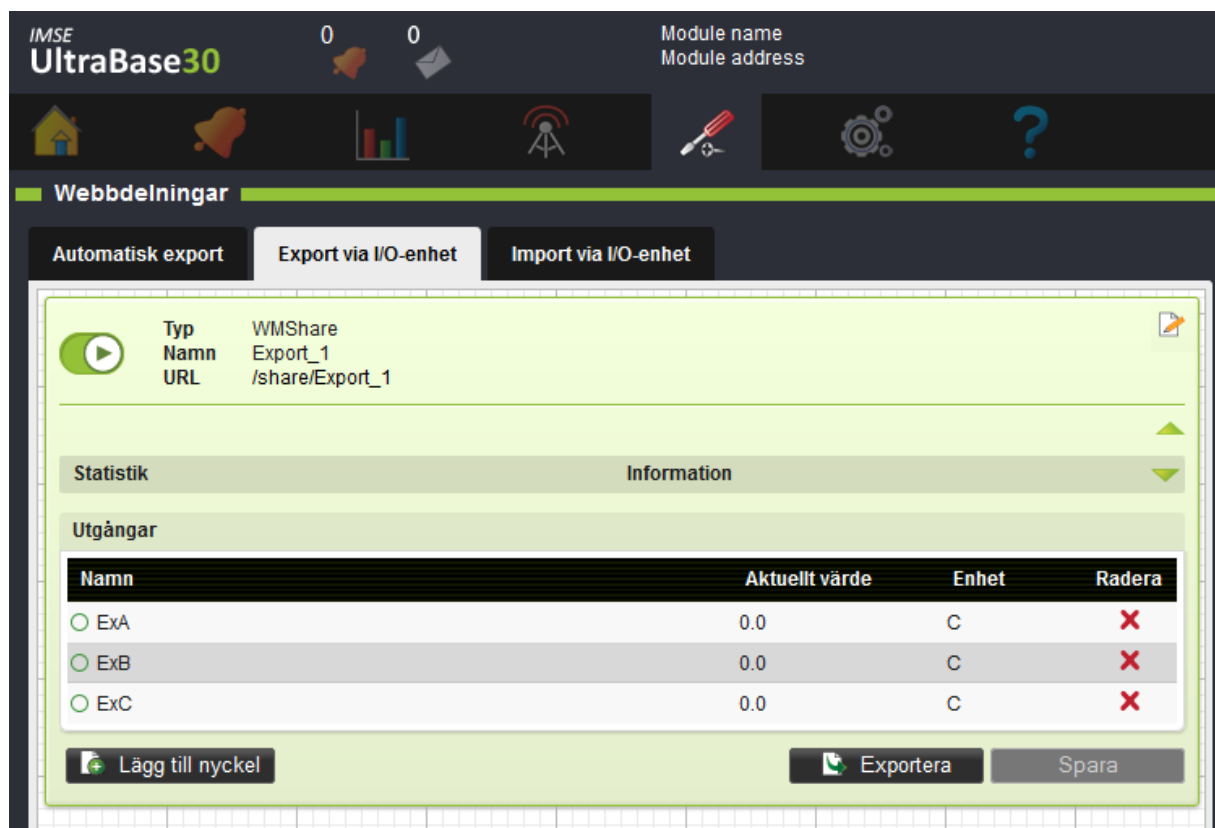 IMSE
UltraBase30
0
0
Module name
Module address
Webbdelningar
Automatisk export
Export via I/O-enhet
Import via I/O-enhet
Typ WMShare
Namn Export_1
URL /share/Export_1
Statistik Information
Utgångar
Namn Aktuellt värde Enhet Radera
ExA 0.0 C
ExB 0.0 C
ExC 0.0 C
Lägg till nyckel
Exportera
Spara